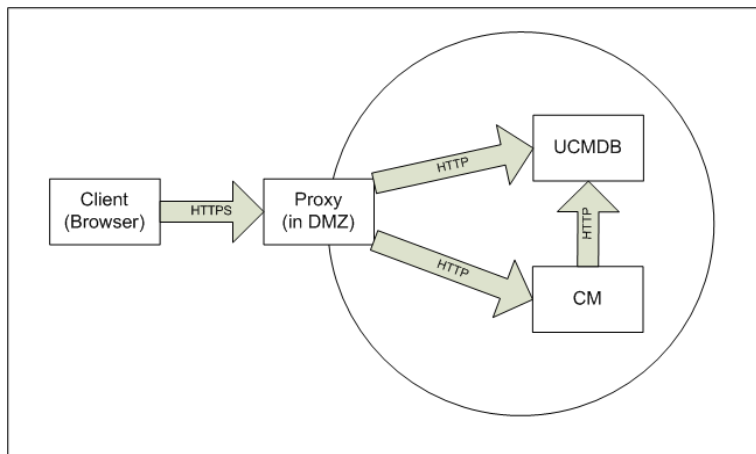 Client
(Browser)
HTTPS
Proxy
(in DMZ)
HTTP
UCMDB
HTTP
HTTP
CM